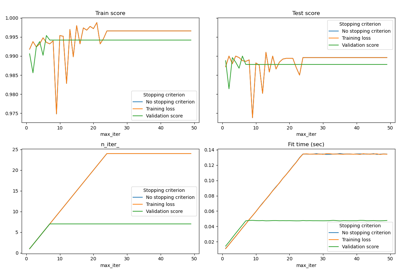 Train score
Test score
1.000
0.995
0.990
0.985
0.980
0.975
Stopping criterion
No stopping criterion
Training loss
Validation score
Stopping criterion
No stopping criterion
Training loss
Validation score
0 10 20 30 40 50
max_iter
0 10 20 30 40 50
max_iter
n_iter_
Fit time (sec)
25
20
15
10
5
0
Stopping criterion
No stopping criterion
Training loss
Validation score
0.14
0.12
0.10
0.08
0.06
0.04
0.02
Stopping criterion
No stopping criterion
Training loss
Validation score
0 10 20 30 40 50
max_iter
0 10 20 30 40 50
max_iter